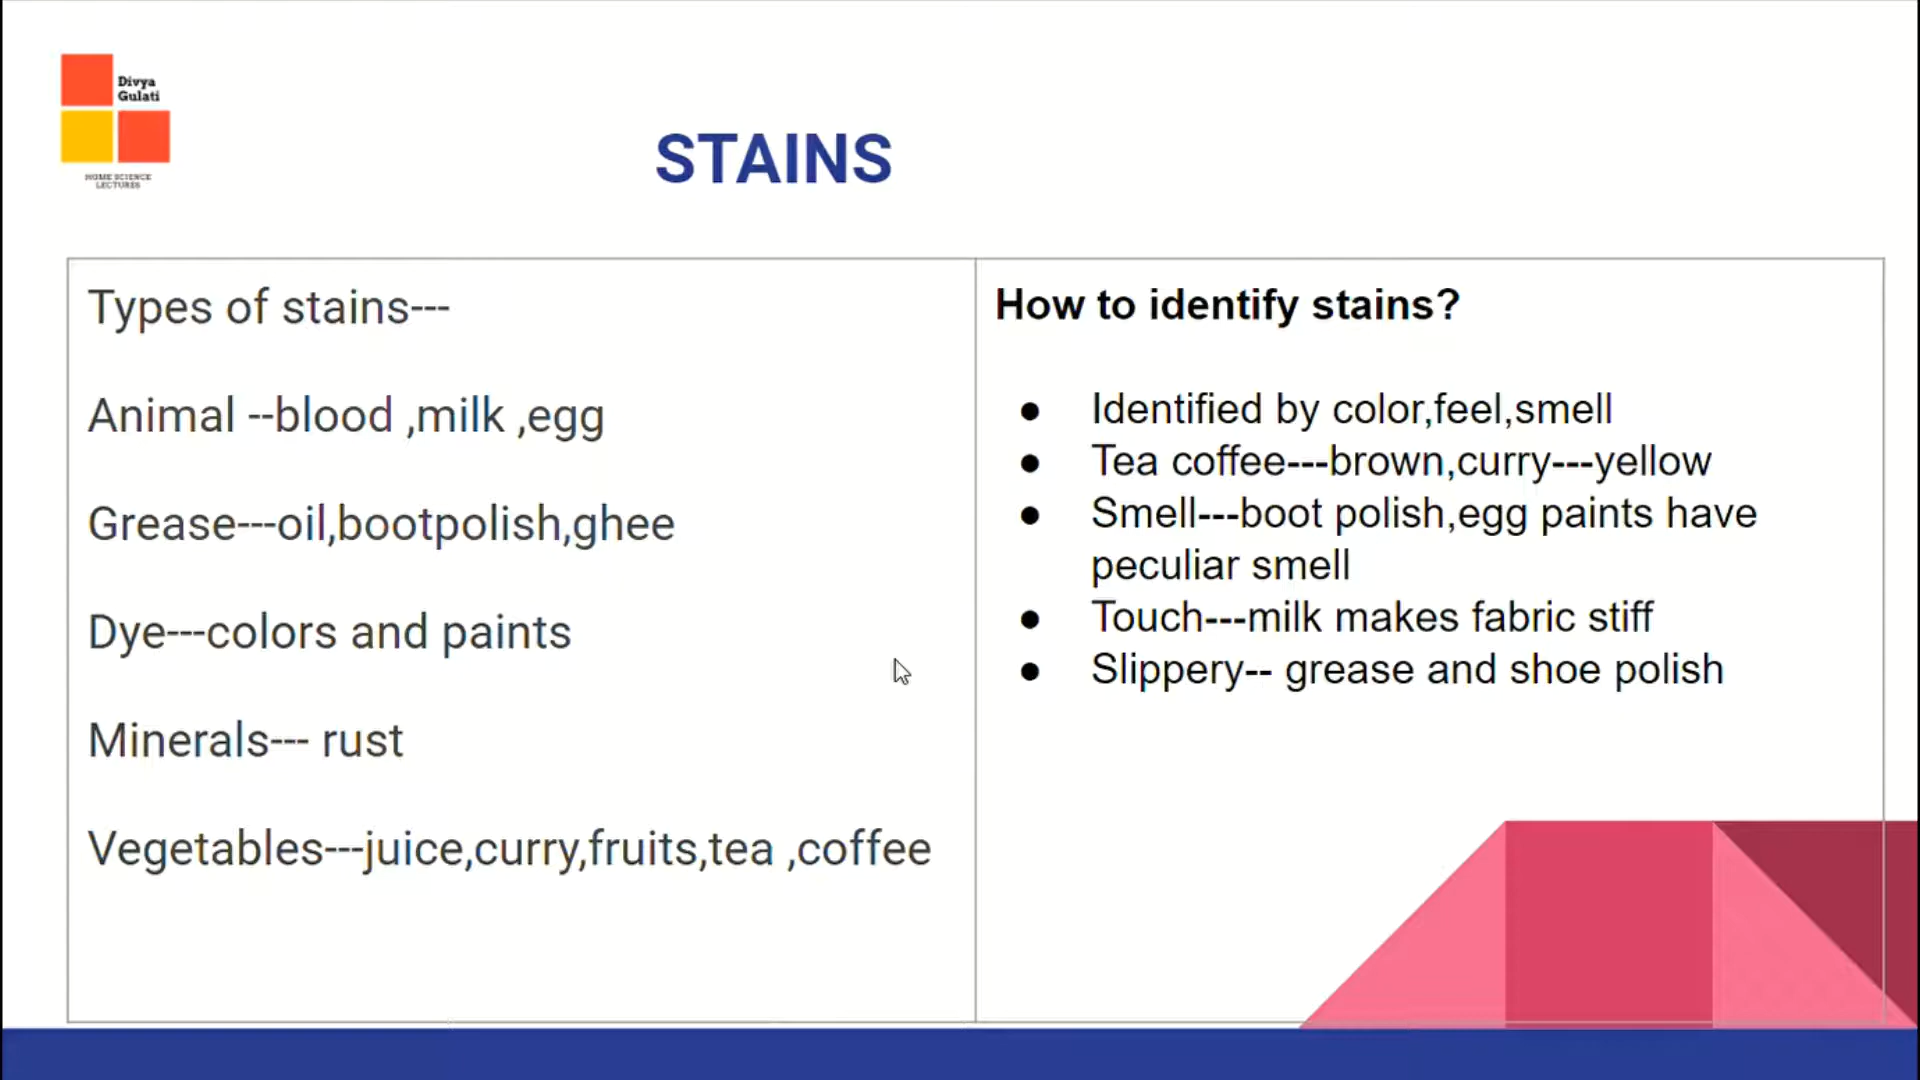 Divya
Gulati
HOME SCIENCE
LECTURES
STAINS
Types of stains---
Animal --blood ,milk ,egg
Grease---oil,bootpolish,ghee
Dye---colors and paints
Minerals--- rust
Vegetables---juice,curry,fruits,tea ,coffee
How to identify stains?
● Identified by color,feel,smell
● Tea coffee---brown,curry---yellow
● Smell---boot polish,egg paints have
peculiar smell
● Touch---milk makes fabric stiff
● Slippery-- grease and shoe polish